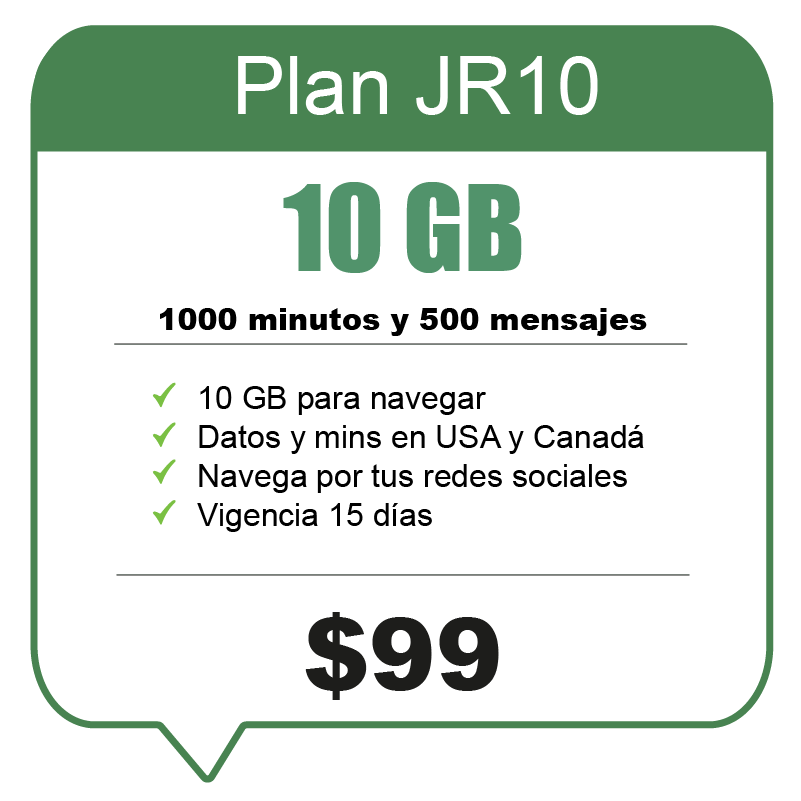 Plan JR10
10 GB
1000 minutos y 500 mensajes
10 GB para navegar
Datos y mins en USA y Canadá
Navega por tus redes sociales
Vigencia 15 días
$99